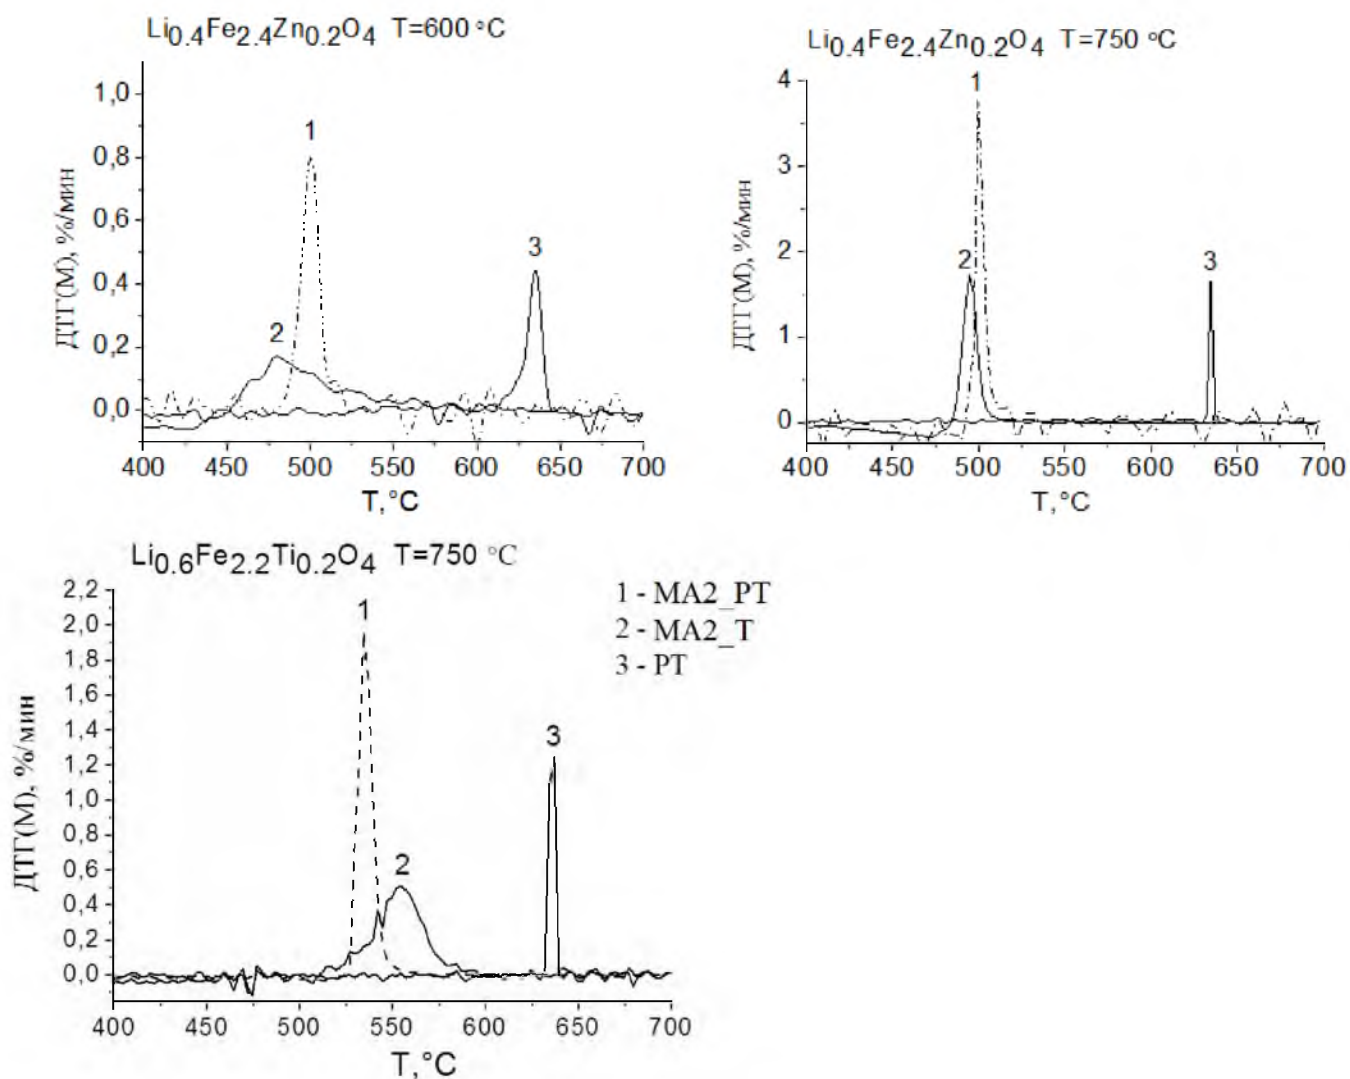 Li0.4Fe2.4Zn0.2O4 T=600 °C
1,0
0,8
0,6
0,4
0,2
0,0
ДТГ(М), %/мин
1
2
3
400 450 500 550 600 650 700
T,°C
Li0.4Fe2.4Zn0.2O4 T=750 °C
4
3
2
1
0
ДТГ(М), %/мин
1
2
3
400 450 500 550 600 650 700
T,°C
Li0.6Fe2.2Ti0.2O4 T=750 °C
2,2
2,0
1,8
1,6
1,4
1,2
1,0
0,8
0,6
0,4
0,2
0,0
ДТГ(М), %/мин
1
2
3
400 450 500 550 600 650 700
T,°C
1 - MA2_PT
2 - MA2_T
3 - PT